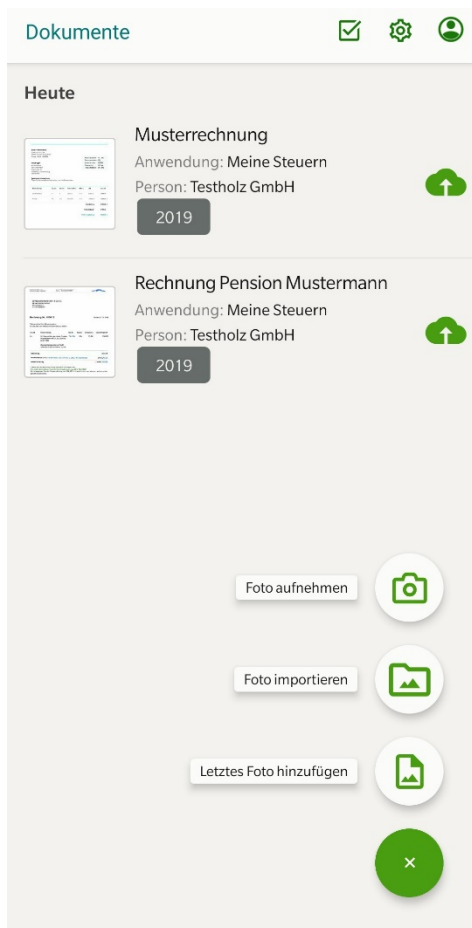 Dokumente
Heute
Musterrechnung
Anwendung: Meine Steuern
Person: Testholz GmbH
2019
Rechnung Pension Mustermann
Anwendung: Meine Steuern
Person: Testholz GmbH
2019
Foto aufnehmen
Foto importieren
Letztes Foto hinzufügen